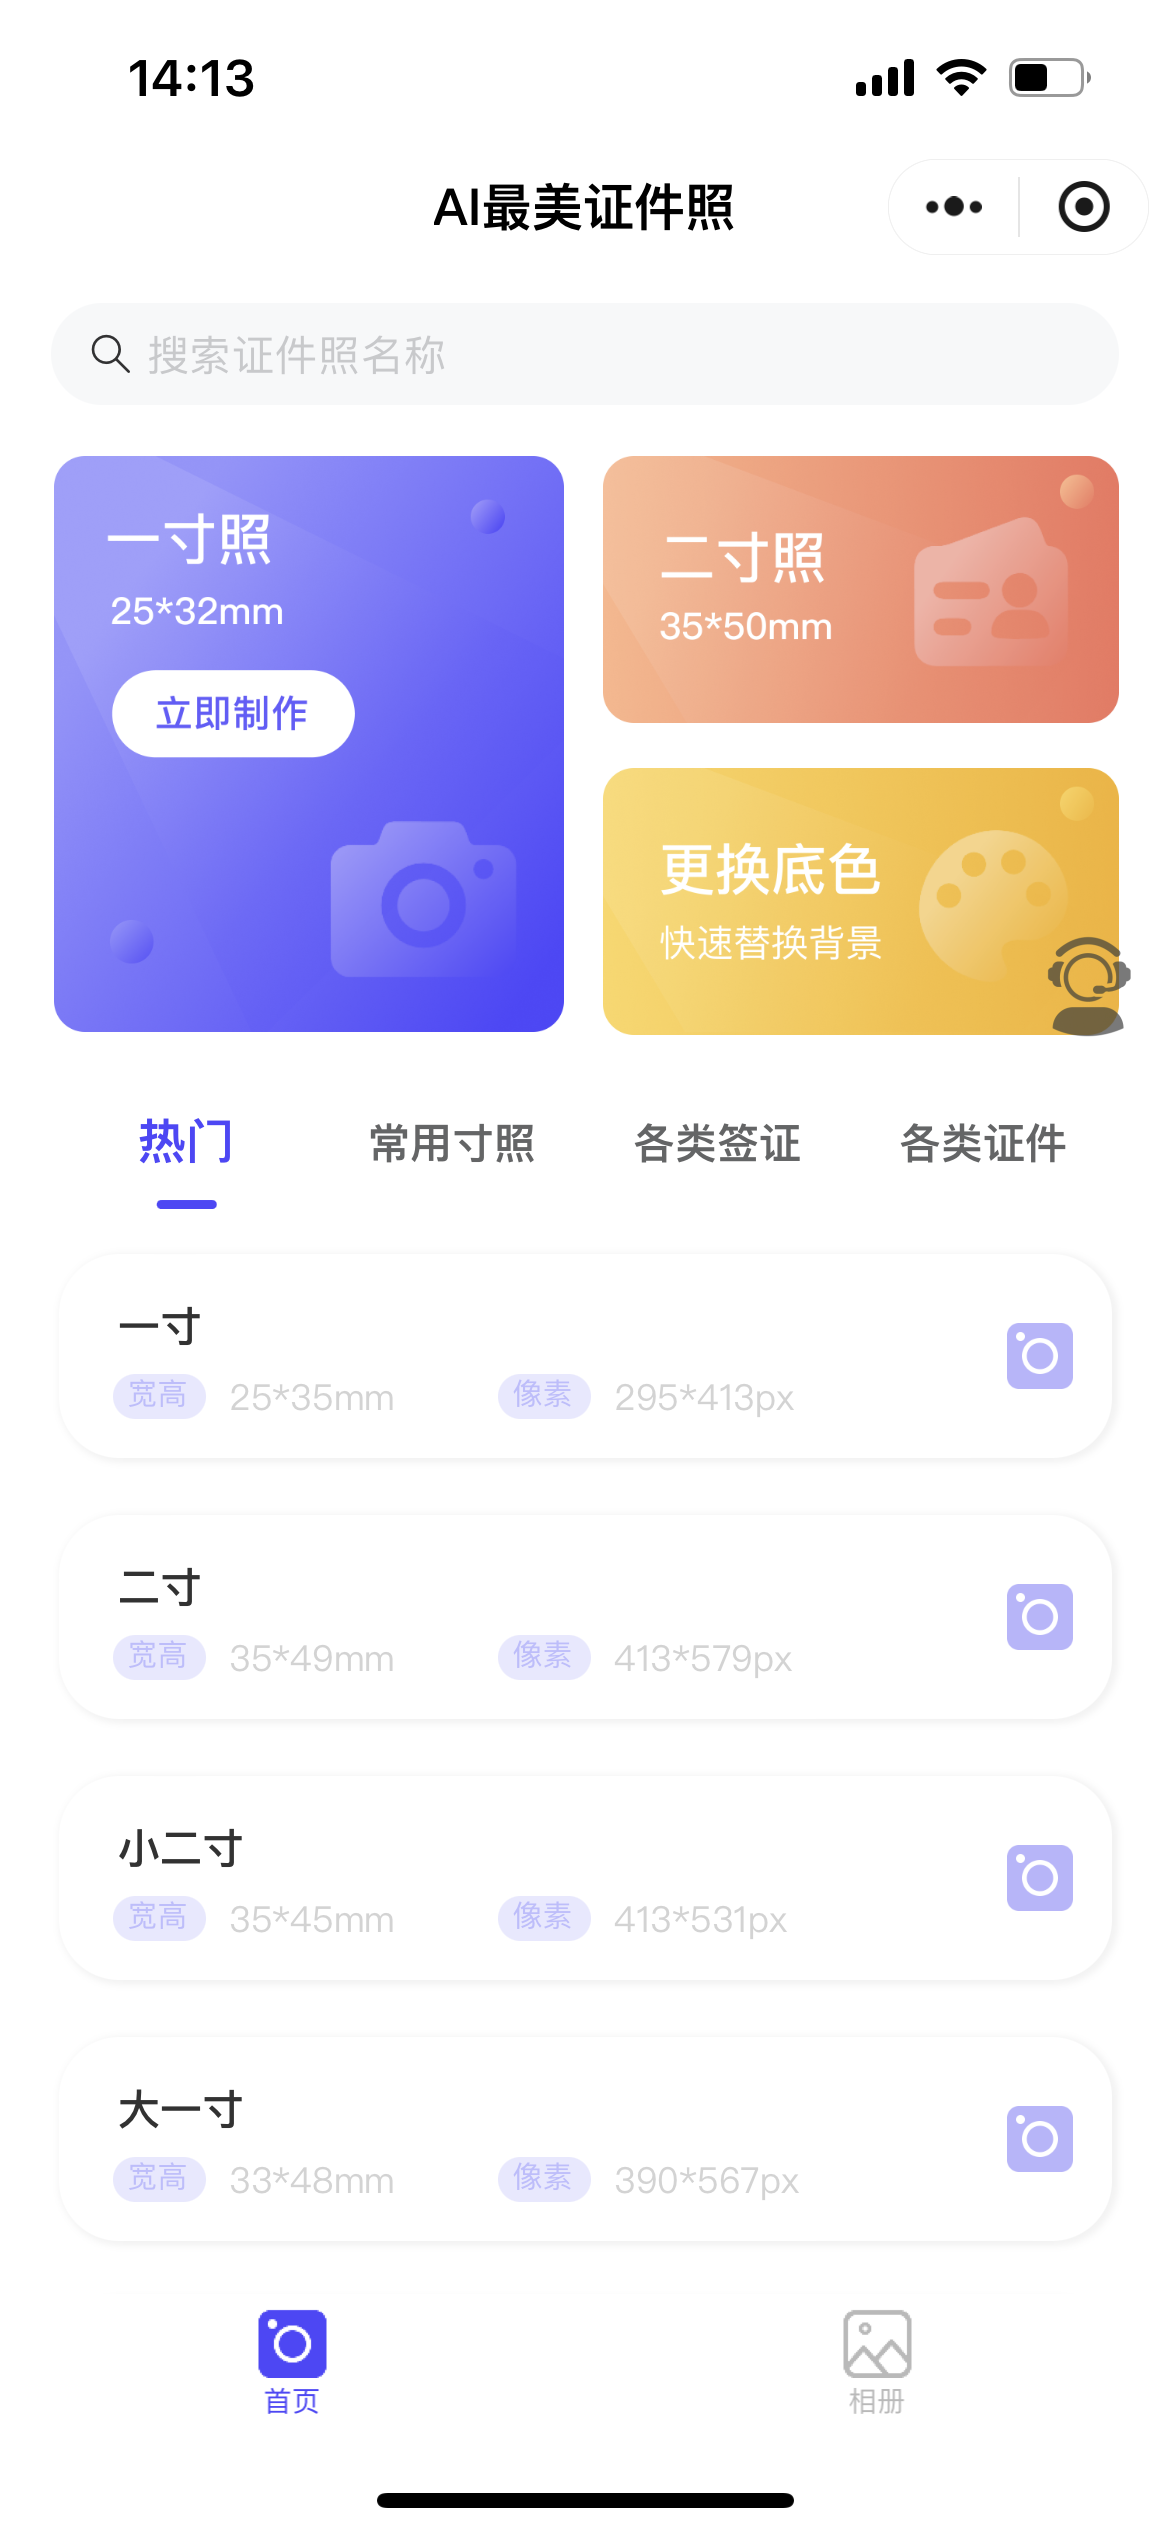 14:13
AI最美证件照
搜索证件照名称
一寸照
25*32mm
立即制作
二寸照
35*50mm
更换底色
快速替换背景
热门 常用寸照 各类签证 各类证件
一寸
宽高 25*35mm 像素 295*413px
二寸
宽高 35*49mm 像素 413*579px
小二寸
宽高 35*45mm 像素 413*531px
大一寸
宽高 33*48mm 像素 390*567px
首页 相册